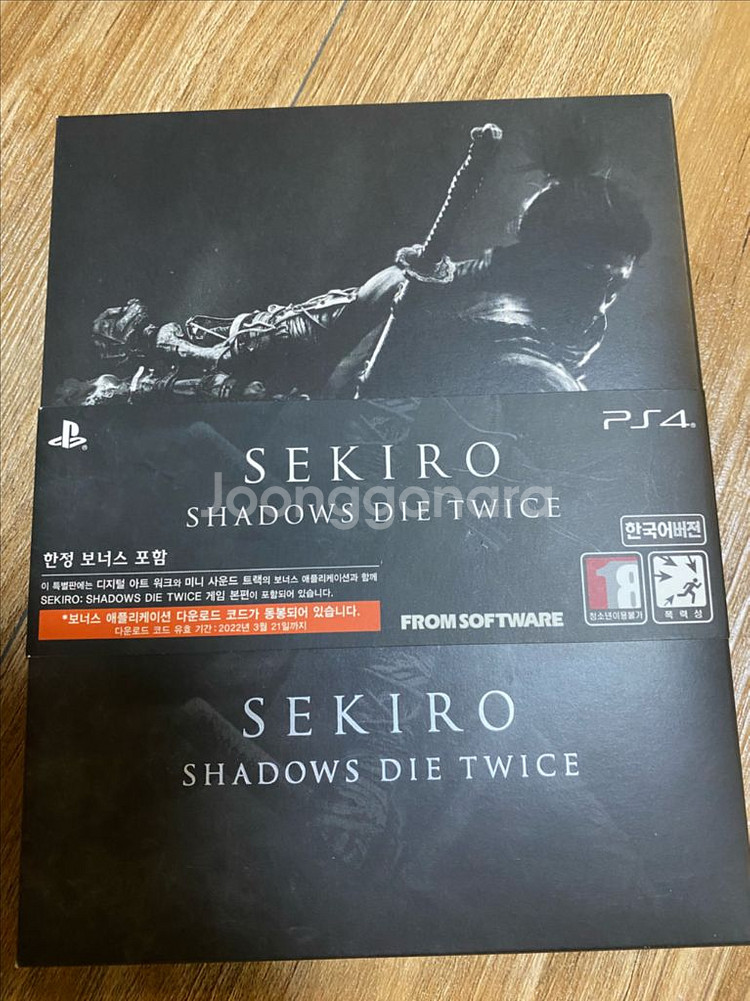 PS4
SEKIRO
Joonggonara
SHADOWS DIE TWICE
한국어버전
한정 보너스 포함
이 특별판에는 디지털 아트 워크와 미니 사운드 트랙의 보너스 애플리케이션과 함께
SEKIRO: SHADOWS DIE TWICE 게임 본편이 포함되어 있습니다.
*보너스 애플리케이션 다운로드 코드가 동봉되어 있습니다.
다운로드 코드 유효 기간 : 2022년 3월 21일까지
FROMSOFTWARE
18
청소년이용불가
폭력성
SEKIRO
SHADOWS DIE TWICE